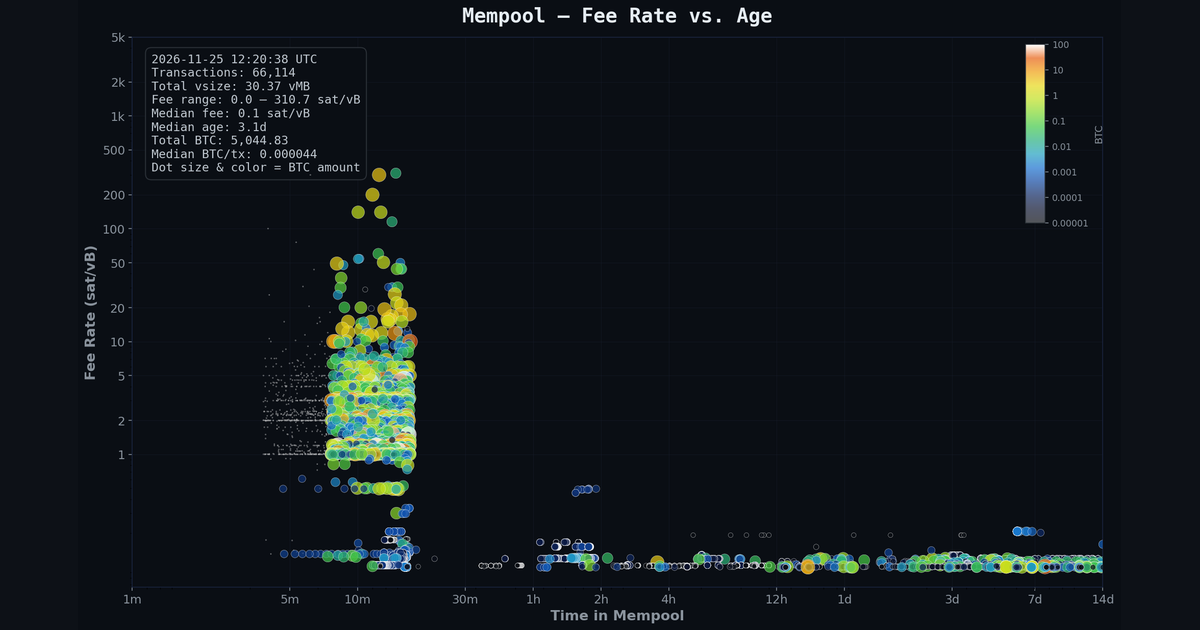 Mempool — Fee Rate vs. Age
5k
2k
1k
500
200
100
50
20
10
5
2
1
Fee Rate (sat/vB)
2026-11-25 12:20:38 UTC
Transactions: 66,114
Total vsize: 30.37 vMB
Fee range: 0.0 — 310.7 sat/vB
Median fee: 0.1 sat/vB
Median age: 3.1d
Total BTC: 5,044.83
Median BTC/tx: 0.000044
Dot size & color = BTC amount
100
10
1
0.1
0.01
0.001
0.0001
0.00001
BTC
1m 5m 10m 30m 1h 2h 4h 12h 1d 3d 7d 14d
Time in Mempool